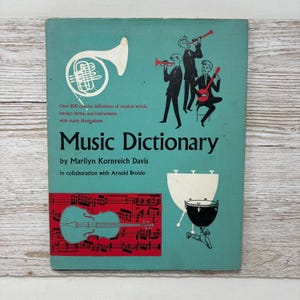 Over 800 concise definitions of musical words,
foreign terms, and instruments
with many illustrations
Music Dictionary
by Marilyn Kornreich Davis
In collaboration with Arnold Broido